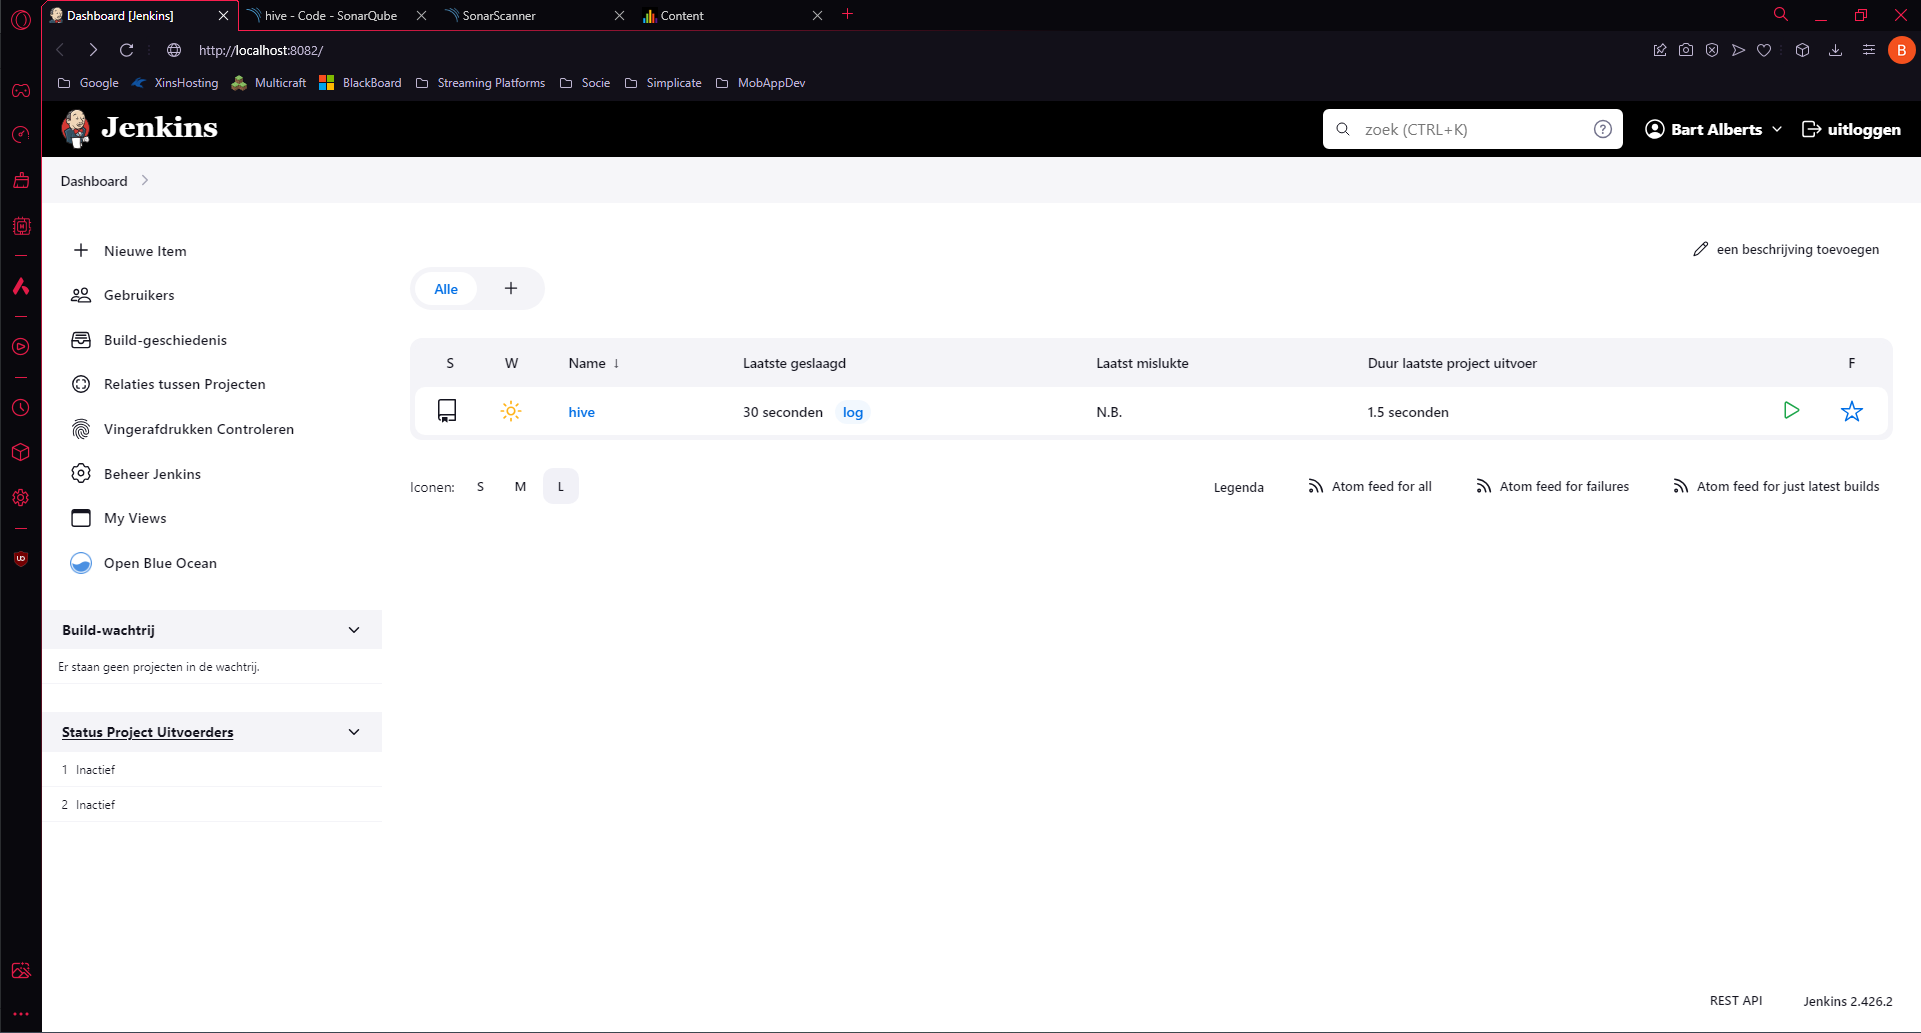 Dashboard [Jenkins]
hive - Code - SonarQube
SonarScanner
Content
http://localhost:8082/
B
Google
XinsHosting
Multicraft
BlackBoard
Streaming Platforms
Socie
Simplicate
MobAppDev
Jenkins
zoek (CTRL+K)
?
Bart Alberts
uitloggen
Dashboard
Nieuwe Item
Gebruikers
Build-geschiedenis
Relaties tussen Projecten
Vingerafdrukken Controleren
Beheer Jenkins
My Views
Open Blue Ocean
Build-wachtrij
Er staan geen projecten in de wachtrij.
Status Project Uitvoerders
1 Inactief
2 Inactief
een beschrijving toevoegen
Alle +
S W Name ↓ Laatste geslaagd Laatst mislukte Duur laatste project uitvoer F
hive 30 seconden log N.B. 1.5 seconden
Iconen: S M L
Legenda Atom feed for all Atom feed for failures Atom feed for just latest builds
REST API Jenkins 2.426.2